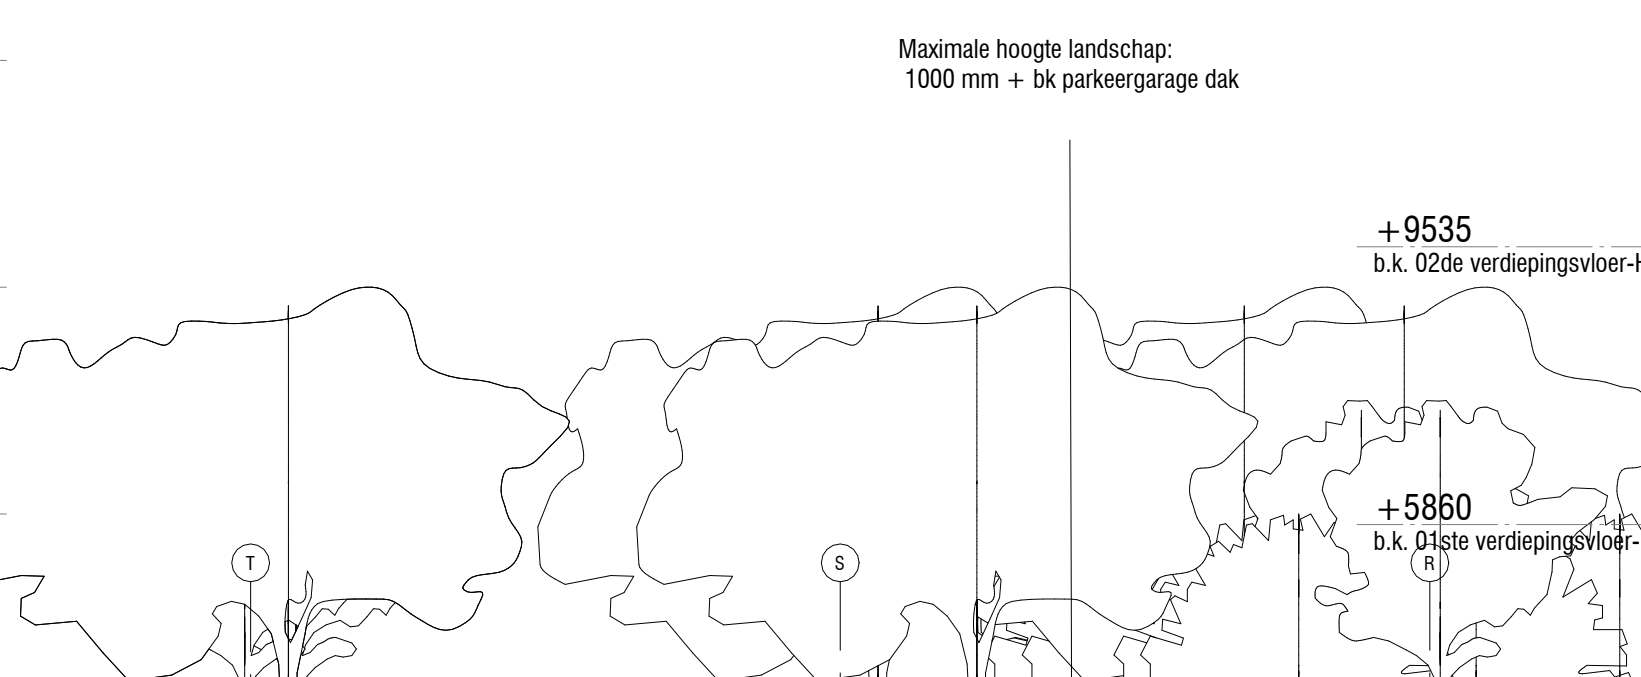 Maximale hoogte landschap:
1000 mm + bk parkeergarage dak
+9535
b.k. 02de verdiepingsvloer-H
+5860
b.k. 01ste verdiepingsvloer-
T
S
R